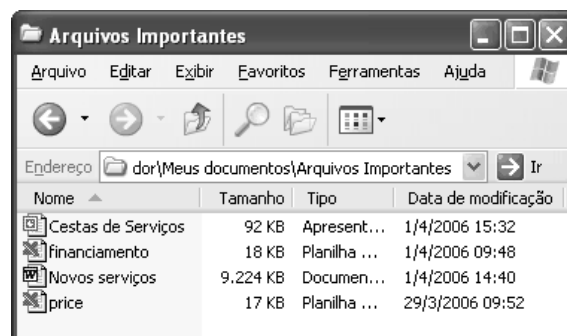 Arquivos Importantes
Arquivo Editar Exibir Favoritos Ferramentas Ajuda
Endereço dor\Meus documentos\Arquivos Importantes Ir
Nome Tamanho Tipo Data de modificação
Cestas de Serviços 92 KB Apresent... 1/4/2006 15:32
financiamento 18 KB Planilha ... 1/4/2006 09:48
Novos serviços 9.224 KB Documen... 1/4/2006 14:40
price 17 KB Planilha ... 29/3/2006 09:52